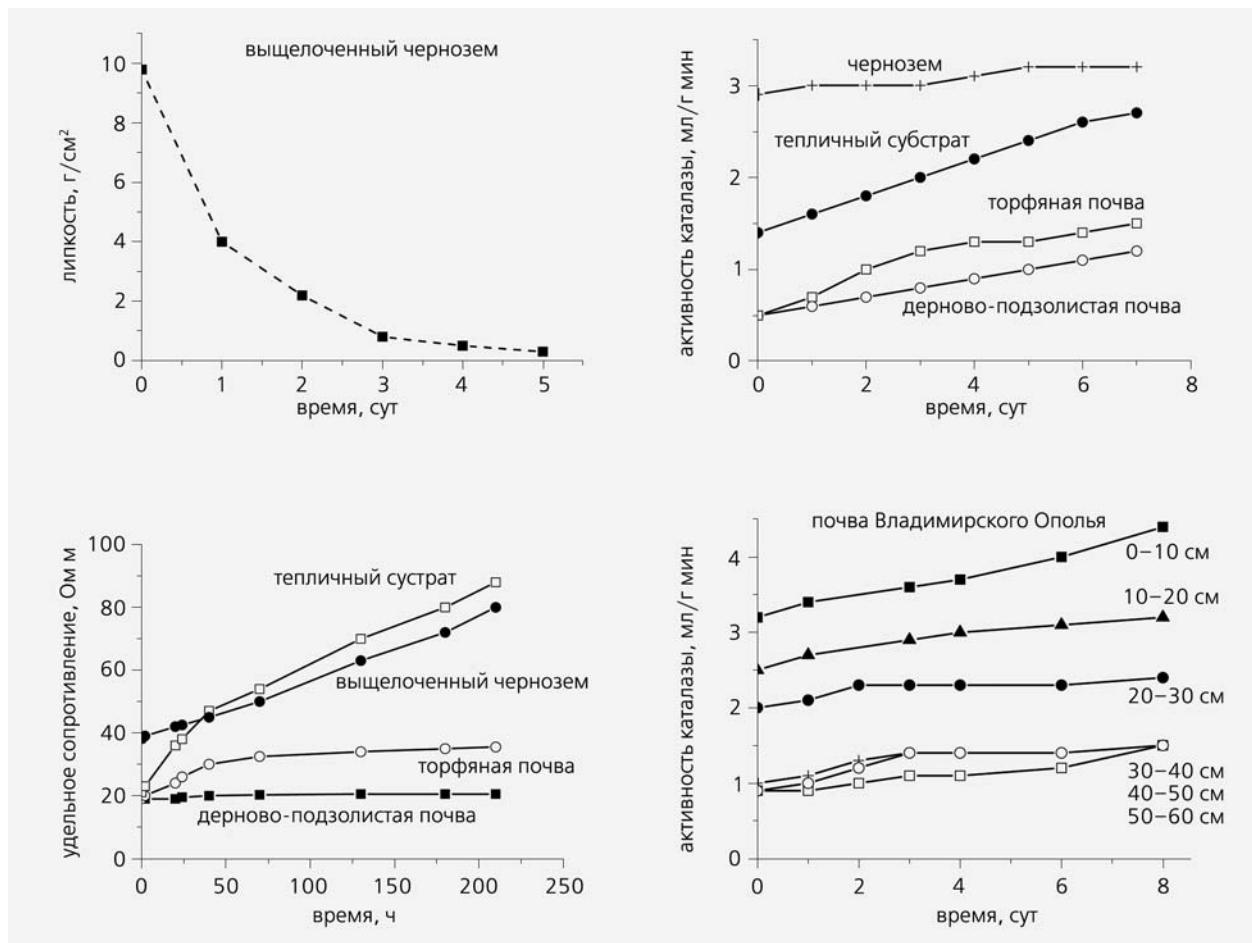 выщелоченный чернозем
липкость, г/см²
10
8
6
4
2
0
0 1 2 3 4 5
время, сут
чернозем
тепличный субстрат
торфяная почва
дерново-подзолистая почва
активность каталазы, мл/г мин
3
2
1
0
0 2 4 6 8
время, сут
тепличный сустрат
выщелоченный чернозем
торфяная почва
дерново-подзолистая почва
удельное сопротивление, Ом м
100
80
60
40
20
0
0 50 100 150 200 250
время, ч
почва Владимирского Ополья
0–10 см
10–20 см
20–30 см
30–40 см
40–50 см
50–60 см
активность каталазы, мл/г мин
4
3
2
1
0
0 2 4 6 8
время, сут